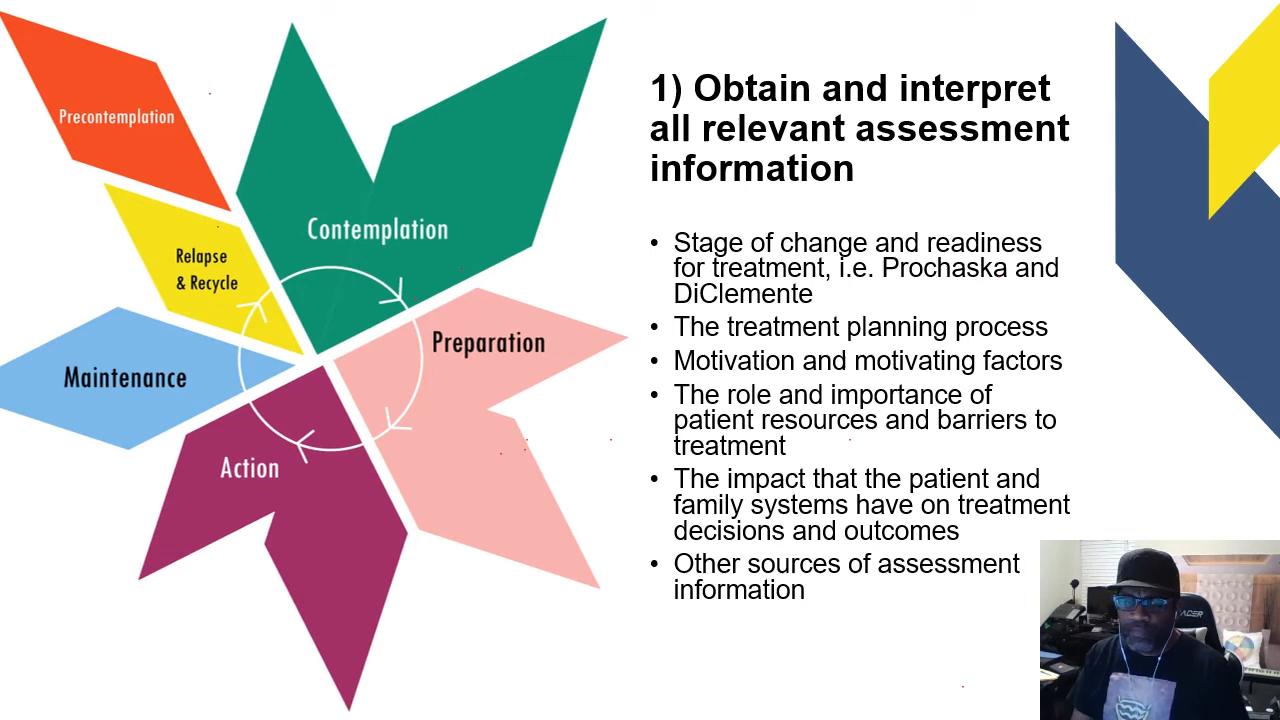 Precontemplation
Relapse
& Recycle
Contemplation
Preparation
Maintenance
Action
1) Obtain and interpret
all relevant assessment
information
• Stage of change and readiness
for treatment, i.e. Prochaska and
DiClemente
• The treatment planning process
• Motivation and motivating factors
• The role and importance of
patient resources and barriers to
treatment
• The impact that the patient and
family systems have on treatment
decisions and outcomes
• Other sources of assessment
information